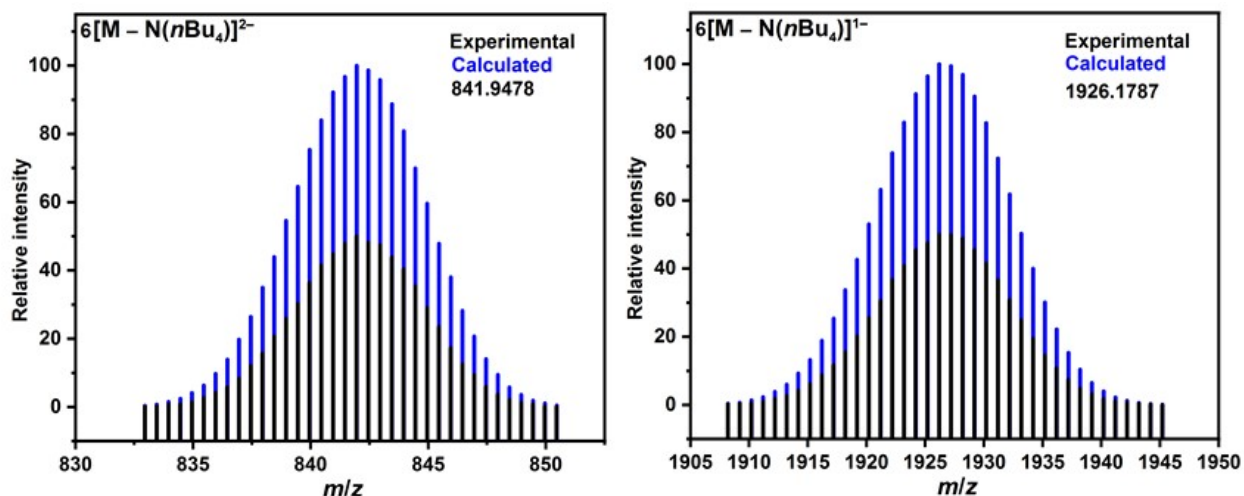 6[M – N(nBu₄)]²⁻
Experimental
Calculated
841.9478
Relative intensity
100
80
60
40
20
0
830 835 840 845 850
m/z
6[M – N(nBu₄)]¹⁻
Experimental
Calculated
1926.1787
Relative intensity
100
80
60
40
20
0
1905 1910 1915 1920 1925 1930 1935 1940 1945 1950
m/z